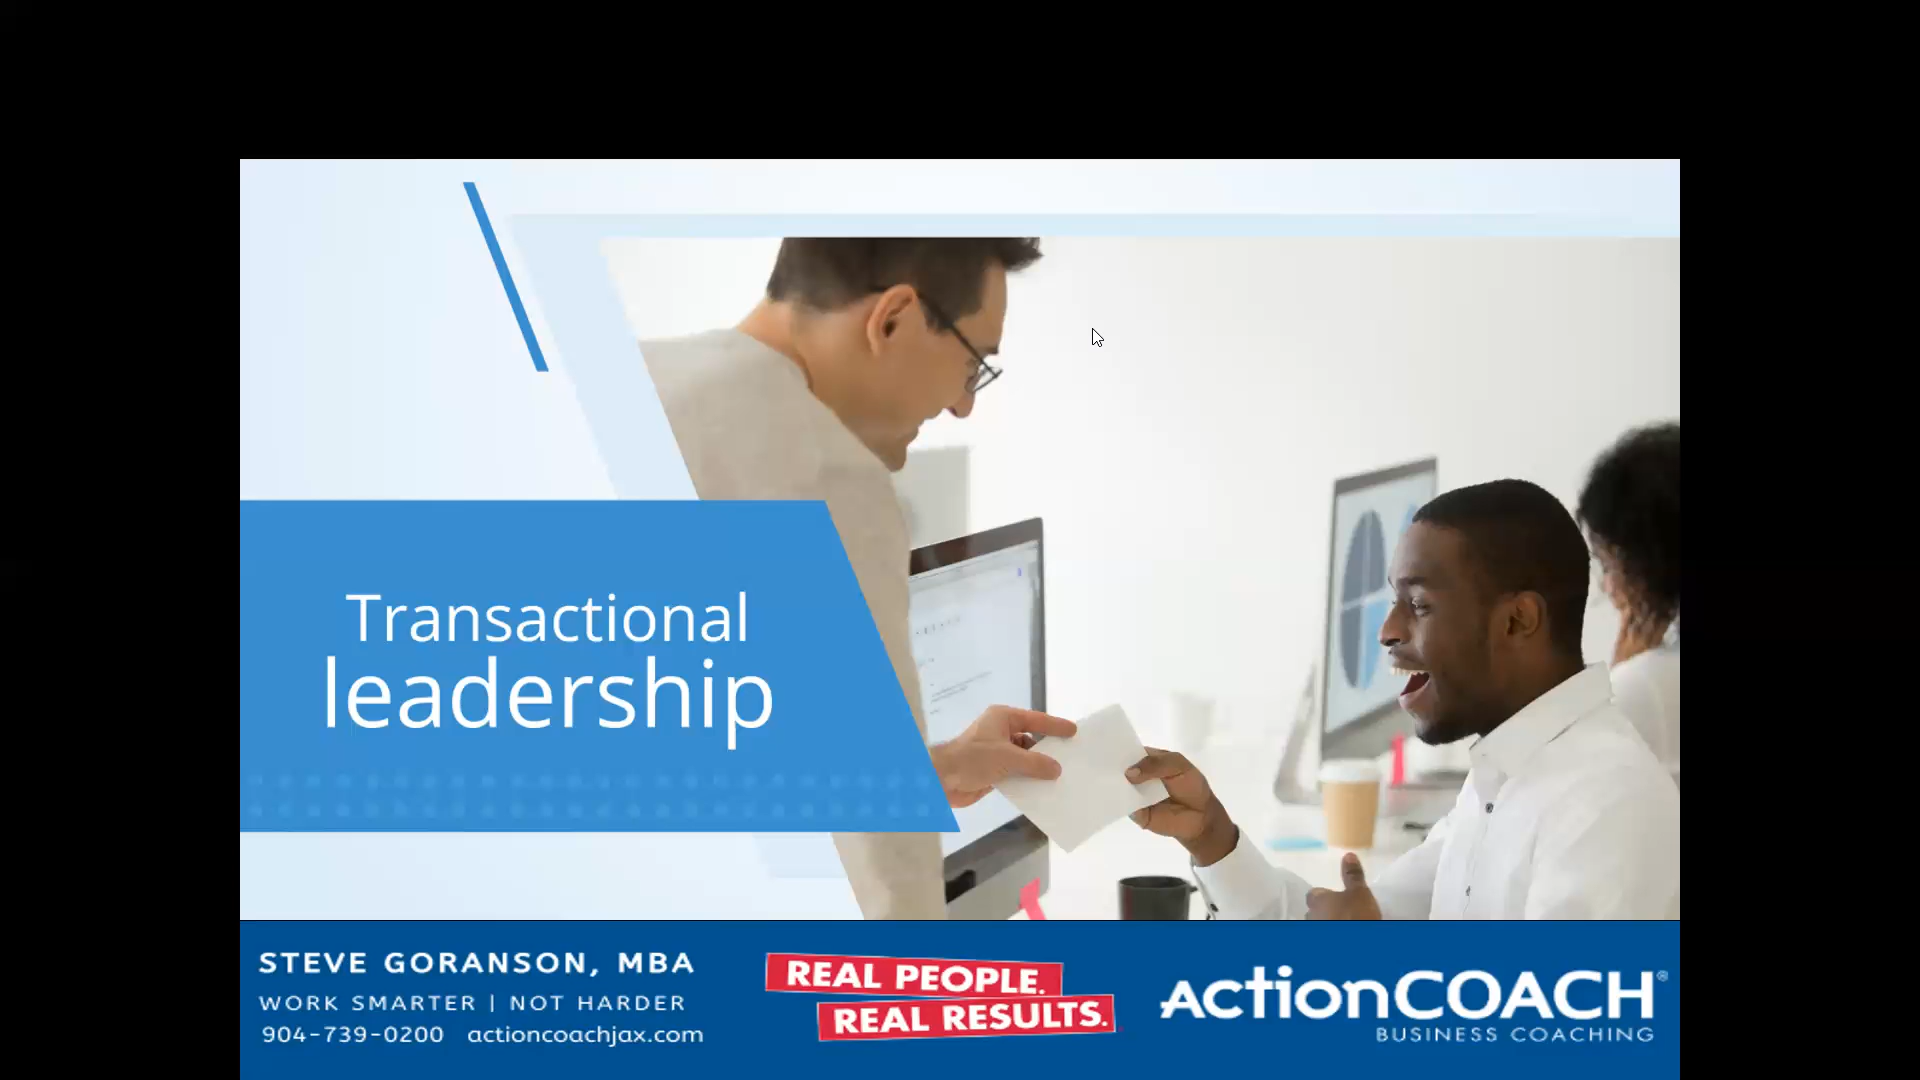 Transactional
leadership
STEVE GORANSON, MBA
WORK SMARTER | NOT HARDER
904-739-0200 actioncoachjax.com
REAL PEOPLE.
REAL RESULTS.
ActionCOACH®
BUSINESS COACHING